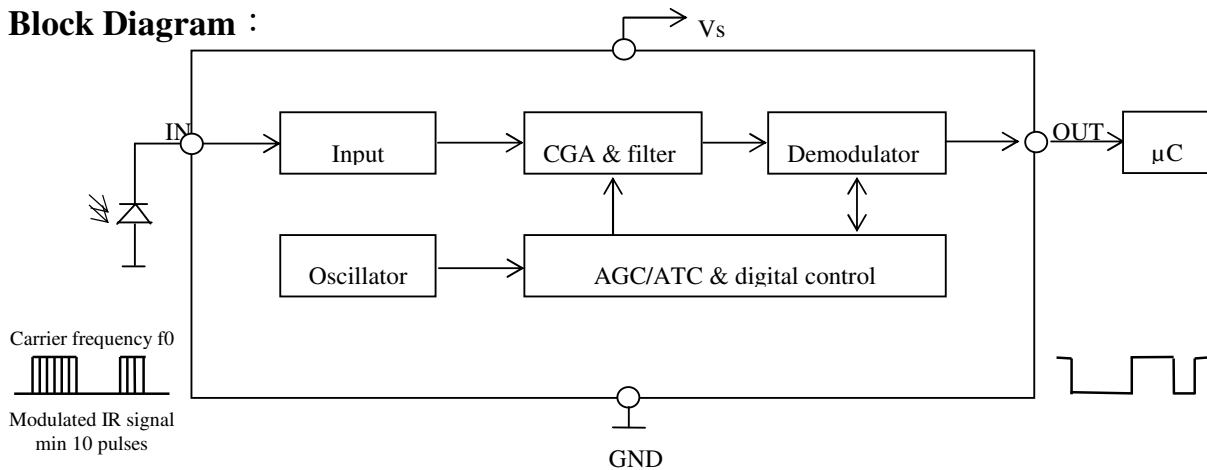 Block Diagram：
Vs
IN
Input
CGA & filter
Demodulator
OUT
µC
Oscillator
AGC/ATC & digital control
Carrier frequency f0
Modulated IR signal
min 10 pulses
GND